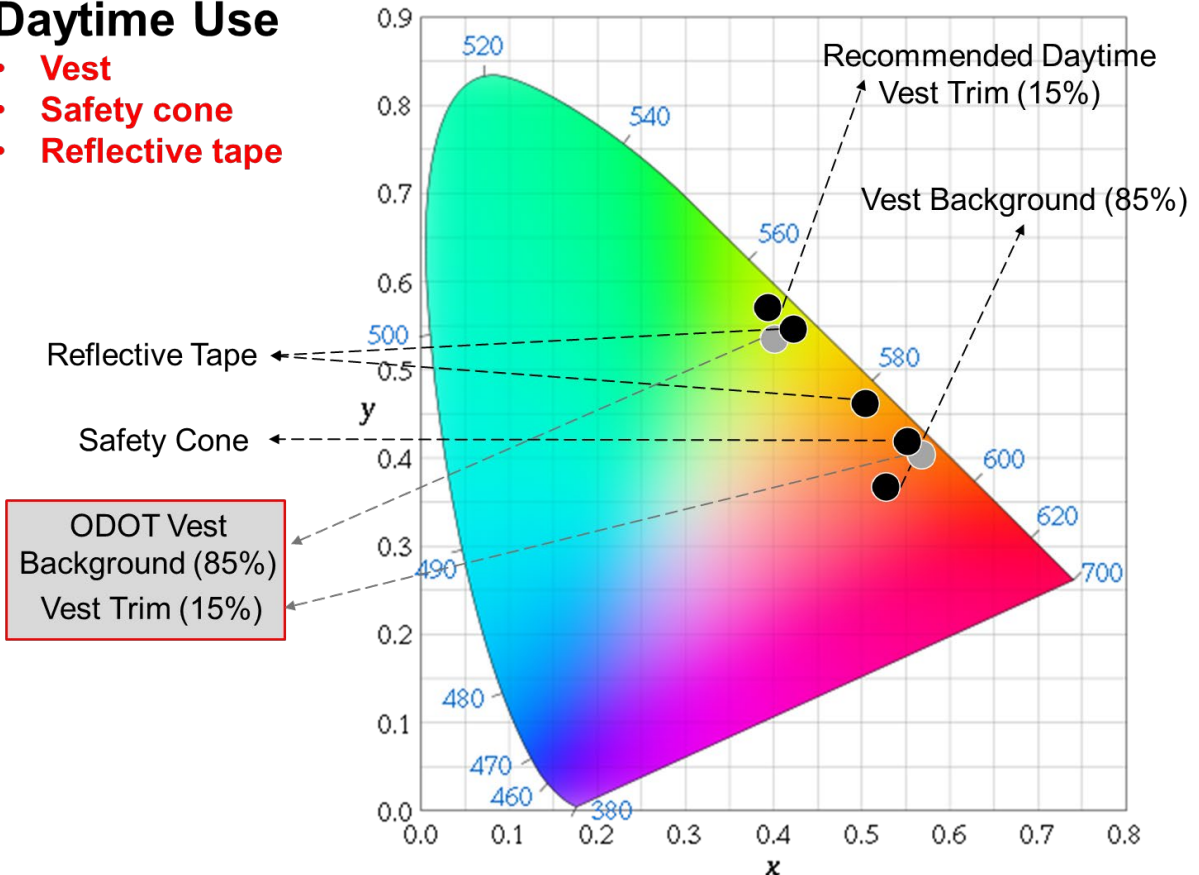 Daytime Use
• Vest
• Safety cone
• Reflective tape
Recommended Daytime
Vest Trim (15%)
Vest Background (85%)
Reflective Tape
Safety Cone
ODOT Vest
Background (85%)
Vest Trim (15%)
0.9
0.8
0.7
0.6
0.5
y
0.4
0.3
0.2
0.1
0.0
520
540
560
500
580
600
620
490
700
480
470
460
380
0.0 0.1 0.2 0.3 0.4 0.5 0.6 0.7 0.8
x